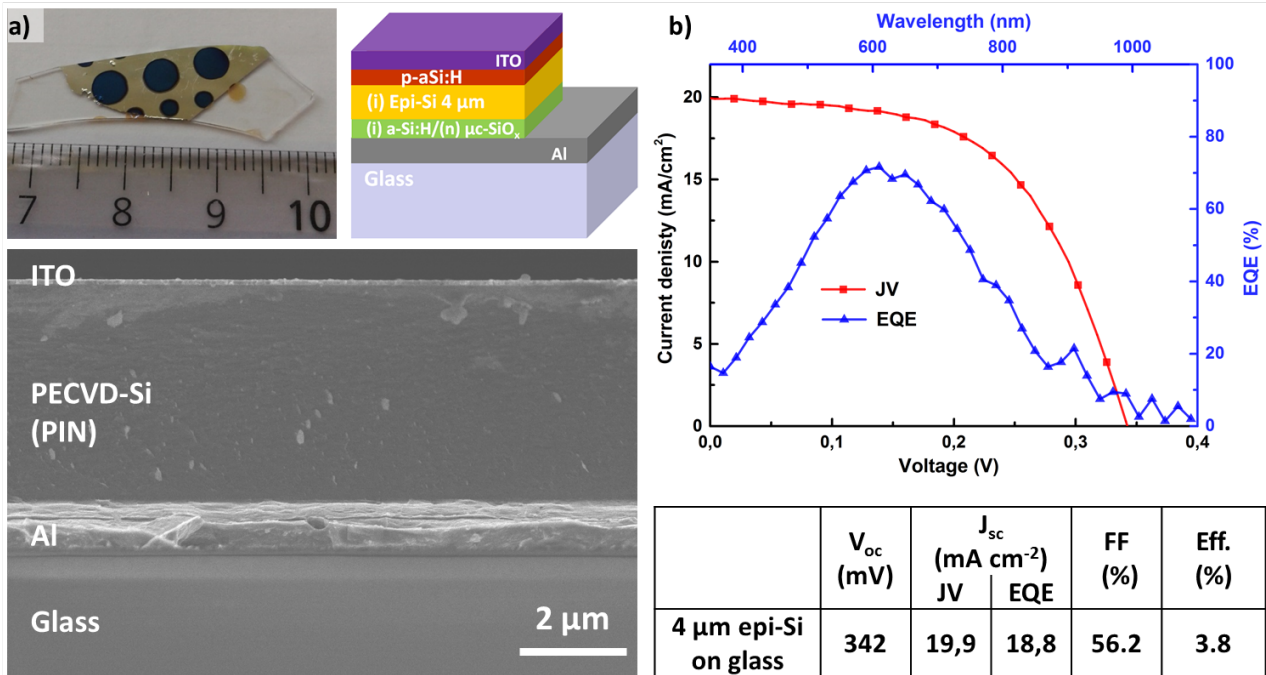 a)
7 8 9 10
ITO
p-aSi:H
(i) Epi-Si 4 µm
(i) a-Si:H/(n) µc-SiOₓ
Al
Glass
ITO
PECVD-Si
(PIN)
Al
Glass
2 µm
b)
Wavelength (nm)
400 600 800 1000
Current denisty (mA/cm²)
20
15
10
5
0
EQE (%)
100
80
60
40
20
0
JV
EQE
0,0 0,1 0,2 0,3 0,4
Voltage (V)
Vₒc (mV)
Jsc (mA cm⁻²)
JV EQE
FF (%)
Eff. (%)
4 µm epi-Si on glass
342 19,9 18,8 56.2 3.8